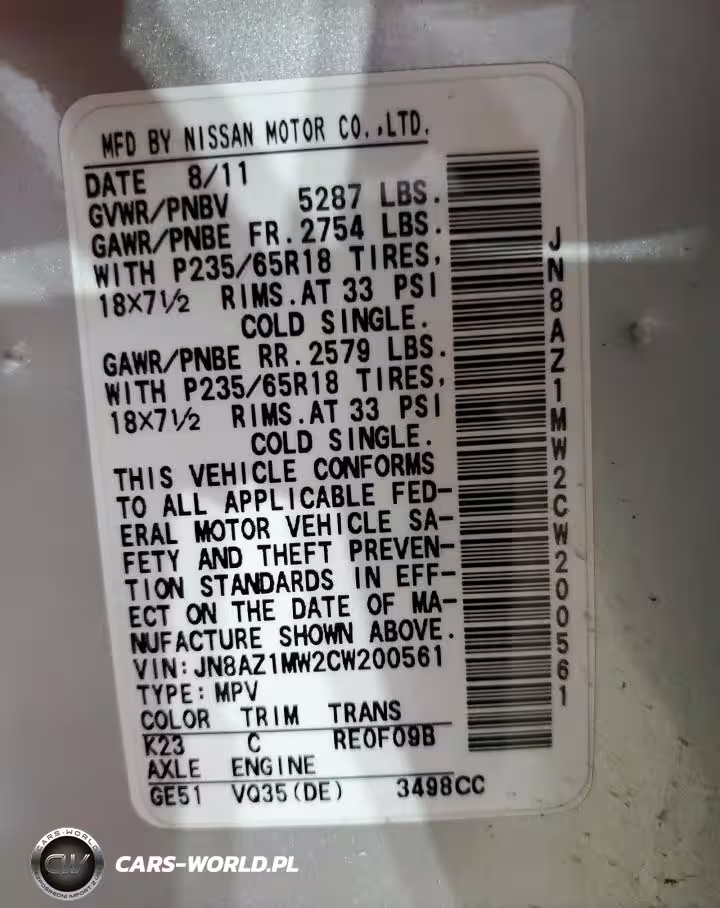 MFD BY NISSAN MOTOR CO.,LTD.
DATE 8/11
GVWR/PNBV 5287 LBS.
GAWR/PNBE FR.2754 LBS.
WITH P235/65R18 TIRES,
18X7½ RIMS.AT 33 PSI
COLD SINGLE.
GAWR/PNBE RR.2579 LBS.
WITH P235/65R18 TIRES,
18X7½ RIMS.AT 33 PSI
COLD SINGLE.
THIS VEHICLE CONFORMS
TO ALL APPLICABLE FED-
ERAL MOTOR VEHICLE SA-
FETY AND THEFT PREVEN-
TION STANDARDS IN EFF-
ECT ON THE DATE OF MA-
NUFACTURE SHOWN ABOVE.
VIN:JN8AZ1MW2CW200561
TYPE:MPV
COLOR TRIM TRANS
K23 C RE0F09B
AXLE ENGINE
GE51 VQ35(DE) 3498CC
JN8AZ1MW2CW200561
CARS-WORLD
CW
CARS-WORLD.PL